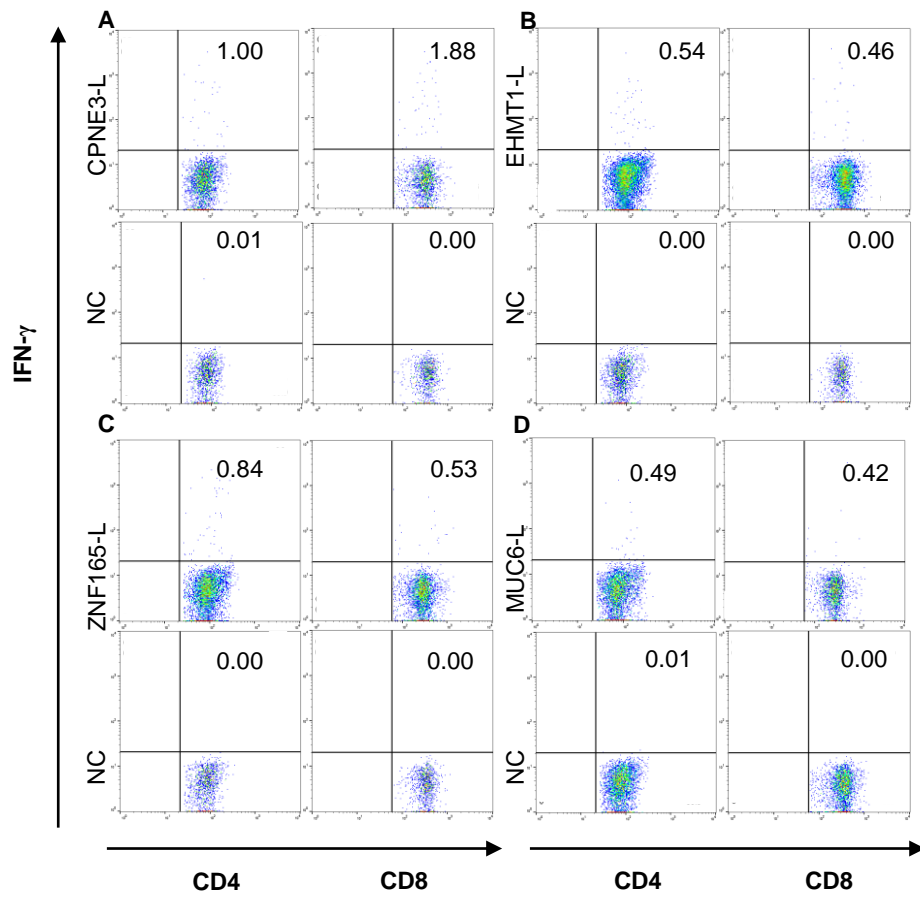 A
B
1.00
1.88
0.54
0.46
CPNE3-L
EHMT1-L
0.01
0.00
0.00
0.00
NC
NC
IFN-γ
C
D
0.84
0.53
0.49
0.42
ZNF165-L
MUC6-L
0.00
0.00
0.01
0.00
NC
NC
CD4
CD8
CD4
CD8